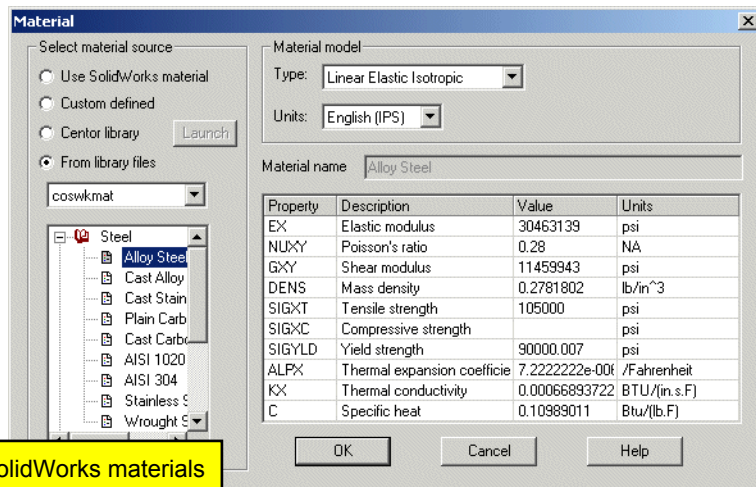 Material
Select material source
Use SolidWorks material
Custom defined
Centor library Launch
From library files
coswkmat
Steel
Alloy Steel
Cast Alloy
Cast Stain
Plain Carb
Cast Carbo
AISI 1020
AISI 304
Stainless S
Wrought S
Material model
Type: Linear Elastic Isotropic
Units: English (IPS)
Material name Alloy Steel
Property Description Value Units
EX Elastic modulus 30463139 psi
NUXY Poisson's ratio 0.28 NA
GXY Shear modulus 11459943 psi
DENS Mass density 0.2781802 lb/in^3
SIGXT Tensile strength 105000 psi
SIGXC Compressive strength psi
SIGYLD Yield strength 90000.007 psi
ALPX Thermal expansion coefficie 7.2222222e-006 /Fahrenheit
KX Thermal conductivity 0.00066893722 BTU/(in.s.F)
C Specific heat 0.10989011 Btu/(lb.F)
OK Cancel Help
olidWorks materials